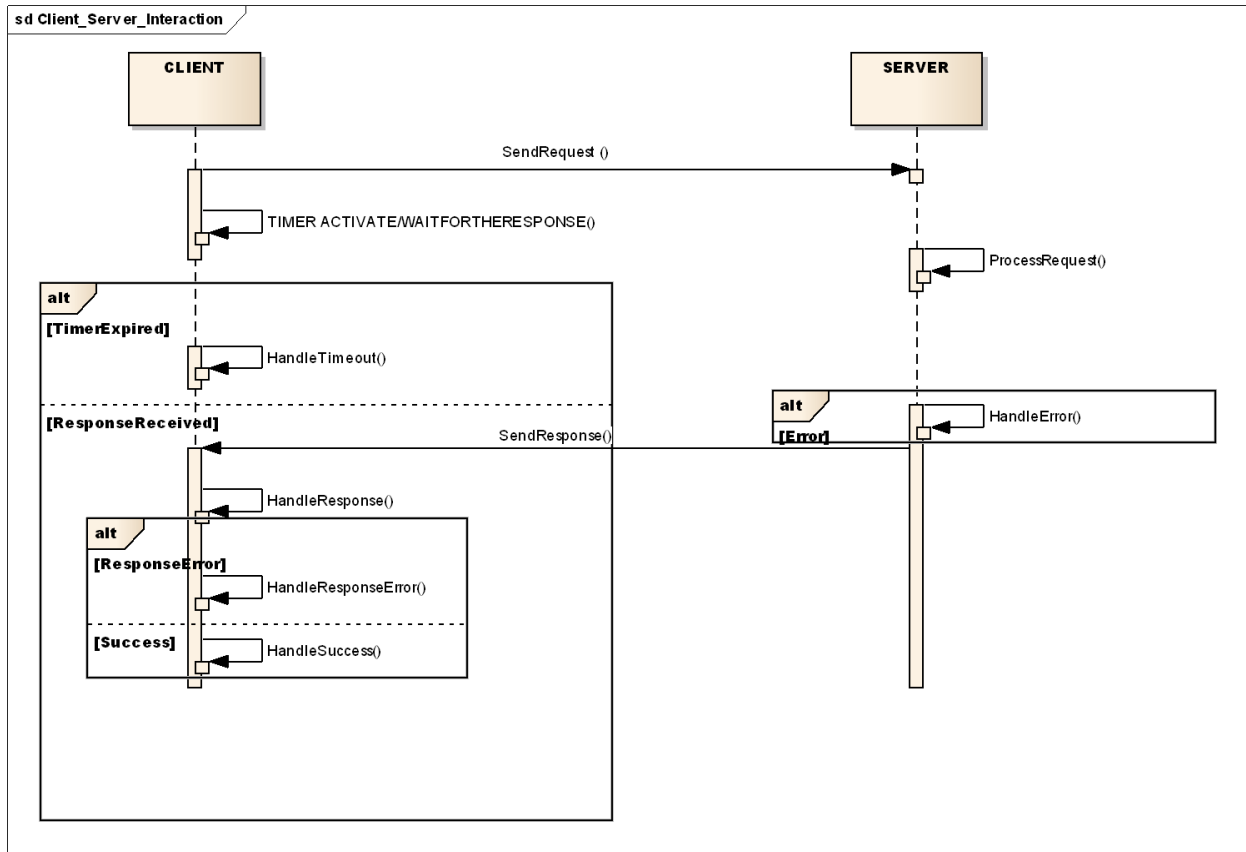 sd Client_Server_Interaction
CLIENT
SERVER
SendRequest ()
TIMER ACTIVATE/WAITFORTHERESPONSE()
ProcessRequest()
alt
[TimerExpired]
HandleTimeout()
alt
HandleError()
[Error]
[ResponseReceived]
SendResponse()
HandleResponse()
alt
[ResponseError]
HandleResponseError()
[Success]
HandleSuccess()